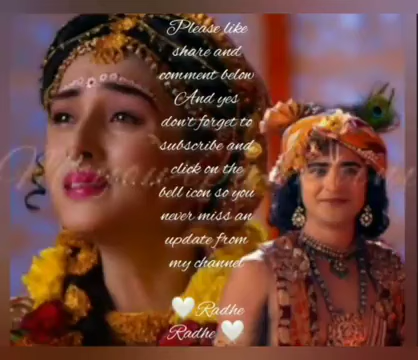 Please like
share and
comment below
And yes
don't forget to
subscribe and
click on the
bell icon so you
never miss an
update from
my channel
🤍 Radhe
Radhe 🤍